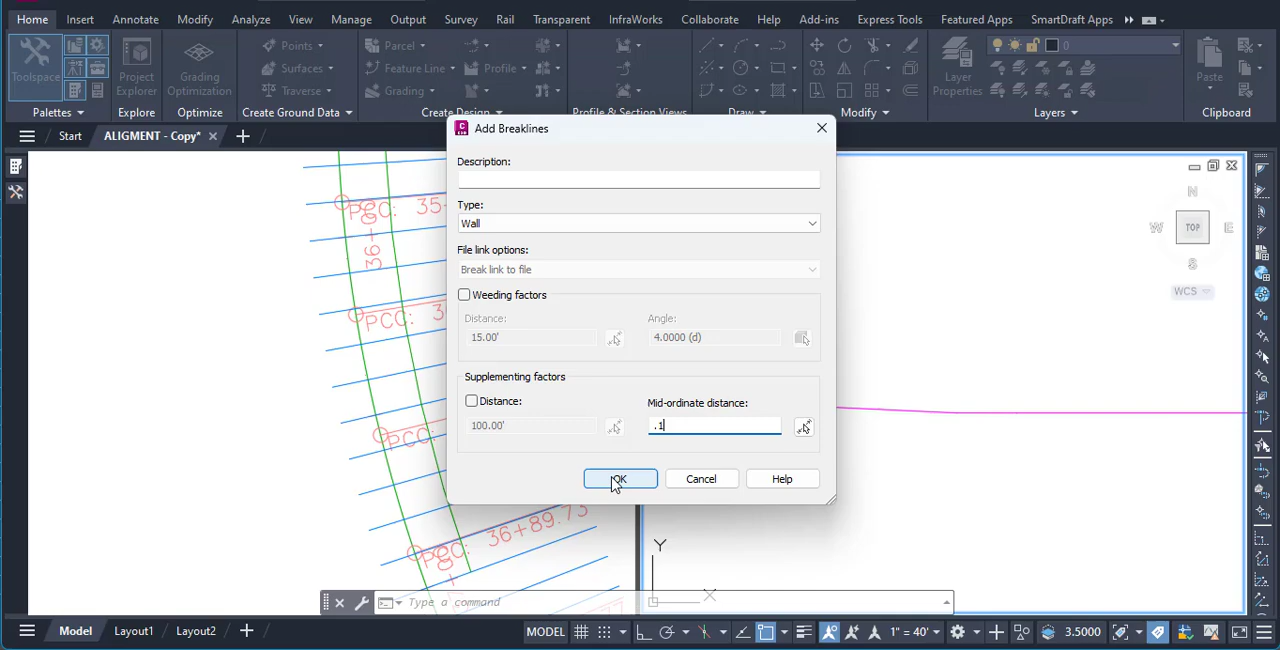 Home Insert Annotate Modify Analyze View Manage Output Survey Rail Transparent InfraWorks Collaborate Help Add-ins Express Tools Featured Apps SmartDraft Apps
Toolspace
Project Explorer
Grading Optimization
Points
Surfaces
Traverse
Parcel
Feature Line
Grading
Profile
Layer Properties
0
Paste
Palettes Explore Optimize Create Ground Data Create Design Profile & Section Views Draw Modify Layers Clipboard
Start ALIGMENT - Copy*
Add Breaklines
Description:
Type:
Wall
File link options:
Break link to file
Weeding factors
Distance: Angle:
15.00' 4.0000 (d)
Supplementing factors
Distance: Mid-ordinate distance:
100.00' .1
OK Cancel Help
PCC: 35
36+
PCC: 3
PCC:
PCC: 36+89.73
N
W TOP E
S
WCS
Y
X
Type a command
Model Layout1 Layout2
MODEL 1" = 40' 3.5000